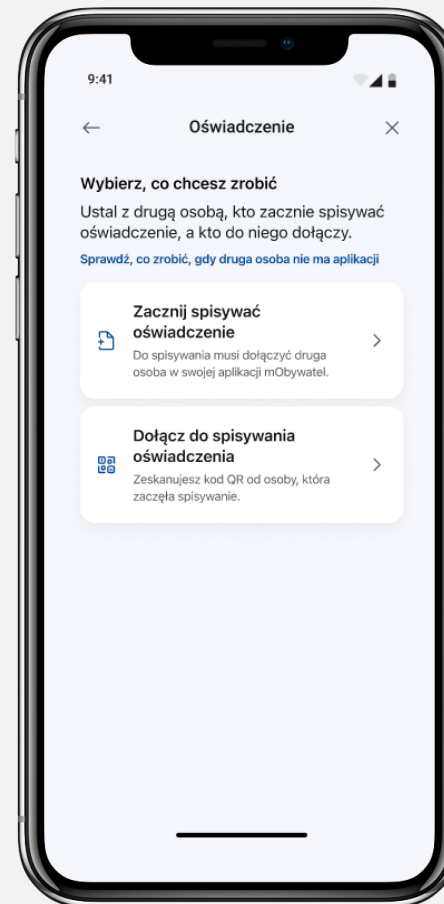 9:41
Oświadczenie
Wybierz, co chcesz zrobić
Ustal z drugą osobą, kto zacznie spisywać
oświadczenie, a kto do niego dołączy.
Sprawdź, co zrobić, gdy druga osoba nie ma aplikacji
Zacznij spisywać
oświadczenie
Do spisywania musi dołączyć druga
osoba w swojej aplikacji mObywatel.
Dołącz do spisywania
oświadczenia
Zeskanujesz kod QR od osoby, która
zaczęła spisywanie.